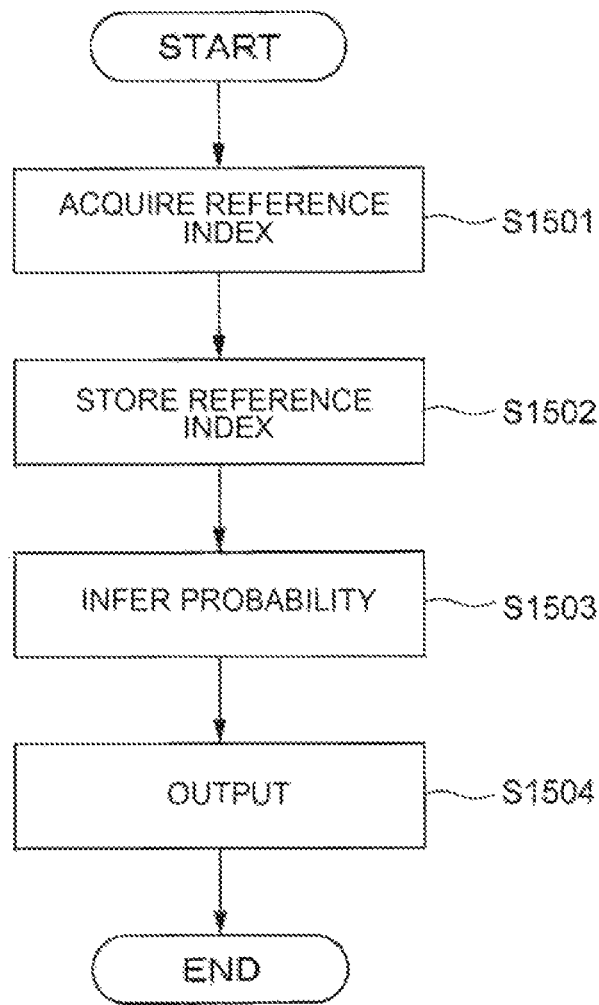 START
ACQUIRE REFERENCE
INDEX
S1501
STORE REFERENCE
INDEX
S1502
INFER PROBABILITY
S1503
OUTPUT
S1504
END